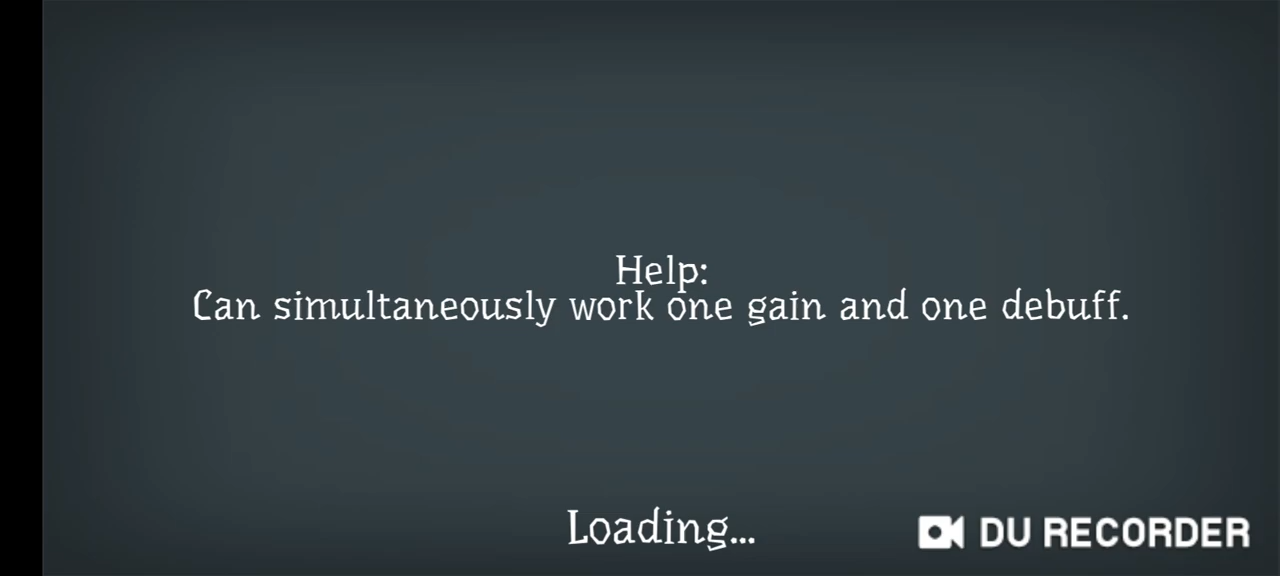 Help:
Can simultaneously work one gain and one debuff.
Loading...
DU RECORDER